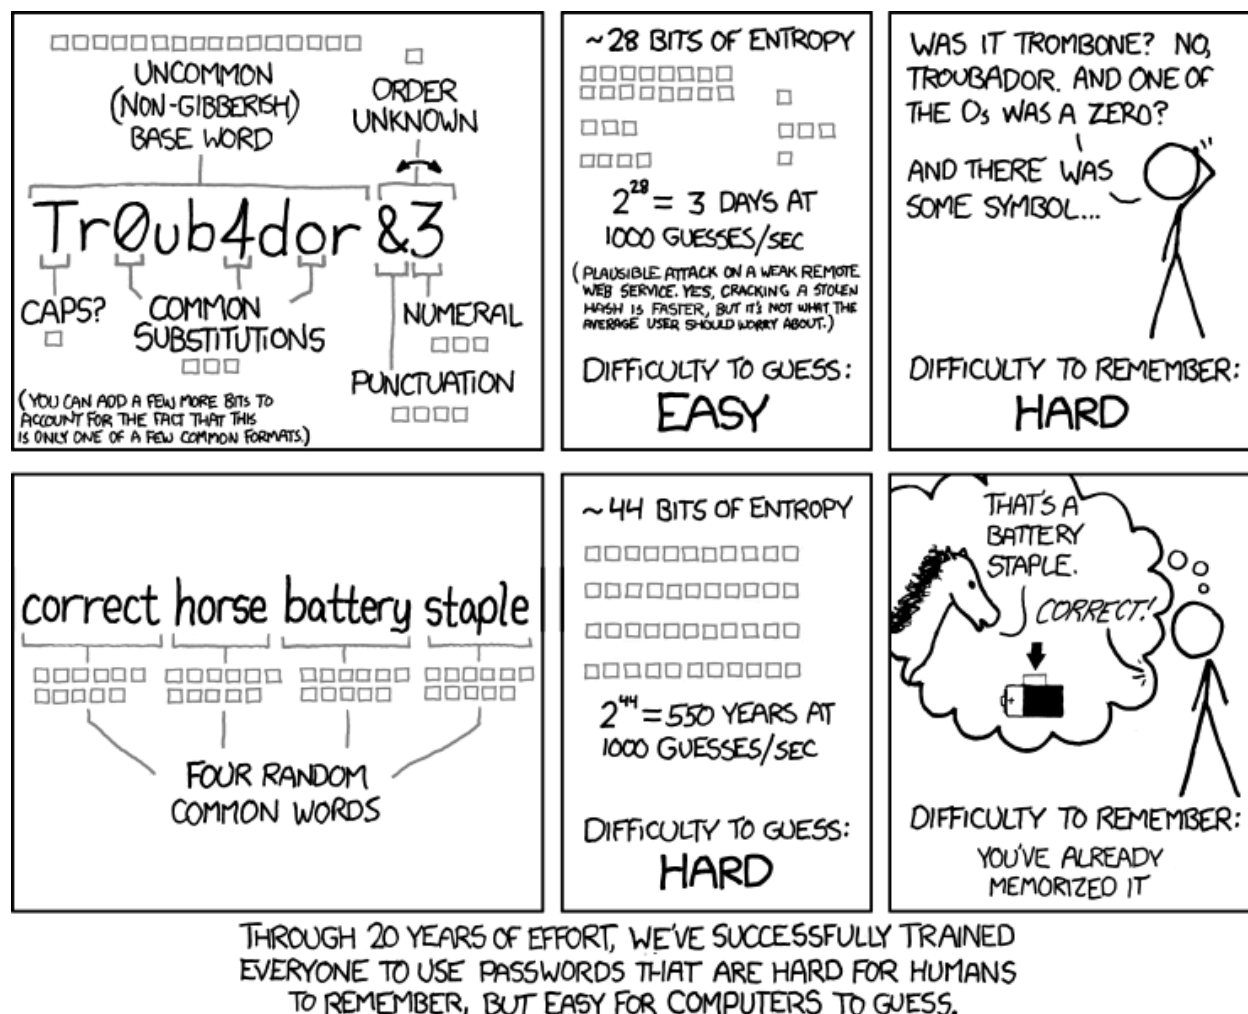 UNCOMMON
(NON-GIBBERISH)
BASE WORD
ORDER
UNKNOWN
Tr0ub4dor &3
CAPS?
COMMON
SUBSTITUTIONS
NUMERAL
PUNCTUATION
(YOU CAN ADD A FEW MORE BITS TO
ACCOUNT FOR THE FACT THAT THIS
IS ONLY ONE OF A FEW COMMON FORMATS.)
~28 BITS OF ENTROPY
2^28 = 3 DAYS AT
1000 GUESSES/SEC
(PLAUSIBLE ATTACK ON A WEAK REMOTE
WEB SERVICE. YES, CRACKING A STOLEN
HASH IS FASTER, BUT IT'S NOT WHAT THE
AVERAGE USER SHOULD WORRY ABOUT.)
DIFFICULTY TO GUESS:
EASY
WAS IT TROMBONE? NO,
TROUBADOR. AND ONE OF
THE Os WAS A ZERO?
AND THERE WAS
SOME SYMBOL...
DIFFICULTY TO REMEMBER:
HARD
correct horse battery staple
FOUR RANDOM
COMMON WORDS
~44 BITS OF ENTROPY
2^44 = 550 YEARS AT
1000 GUESSES/SEC
DIFFICULTY TO GUESS:
HARD
THAT'S A
BATTERY
STAPLE.
CORRECT!
+
DIFFICULTY TO REMEMBER:
YOU'VE ALREADY
MEMORIZED IT
THROUGH 20 YEARS OF EFFORT, WE'VE SUCCESSFULLY TRAINED
EVERYONE TO USE PASSWORDS THAT ARE HARD FOR HUMANS
TO REMEMBER, BUT EASY FOR COMPUTERS TO GUESS.